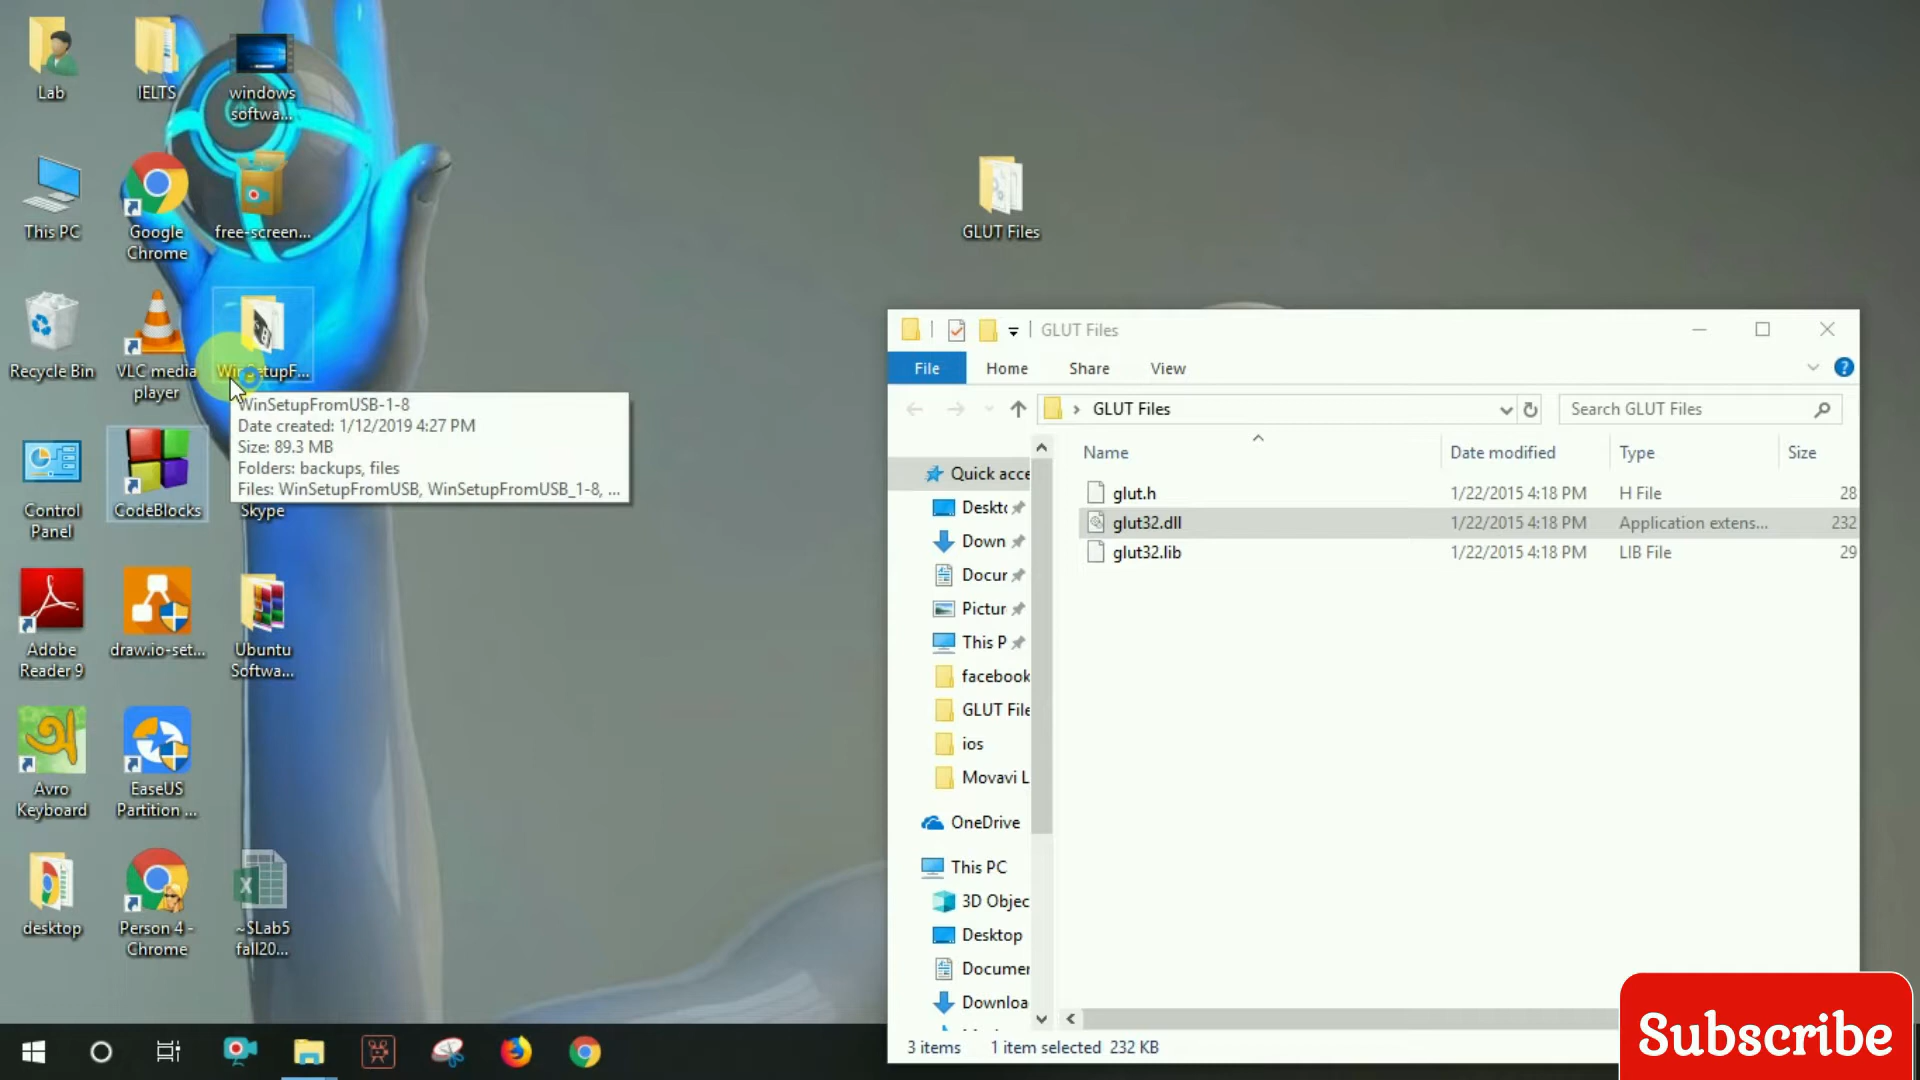 Lab
IELTS
windows
softwa...
This PC
Google
Chrome
free-screen...
Recycle Bin
VLC media
player
WinSetupF...
WinSetupFromUSB-1-8
Date created: 1/12/2019 4:27 PM
Size: 89.3 MB
Folders: backups, files
Files: WinSetupFromUSB, WinSetupFromUSB_1-8, ...
Control
Panel
CodeBlocks
Skype
Adobe
Reader 9
draw.io-set...
Ubuntu
Softwa...
Avro
Keyboard
EaseUS
Partition ...
desktop
Person 4 -
Chrome
~SLab5
fall20...
GLUT Files
GLUT Files
File
Home
Share
View
GLUT Files
Search GLUT Files
Name
Date modified
Type
Size
glut.h
1/22/2015 4:18 PM
H File
28
glut32.dll
1/22/2015 4:18 PM
Application extens...
232
glut32.lib
1/22/2015 4:18 PM
LIB File
29
Quick acce
Deskto
Down
Docur
Pictur
This P
facebook
GLUT File
ios
Movavi L
OneDrive
This PC
3D Objec
Desktop
Documer
Downloa
3 items
1 item selected 232 KB
Subscribe